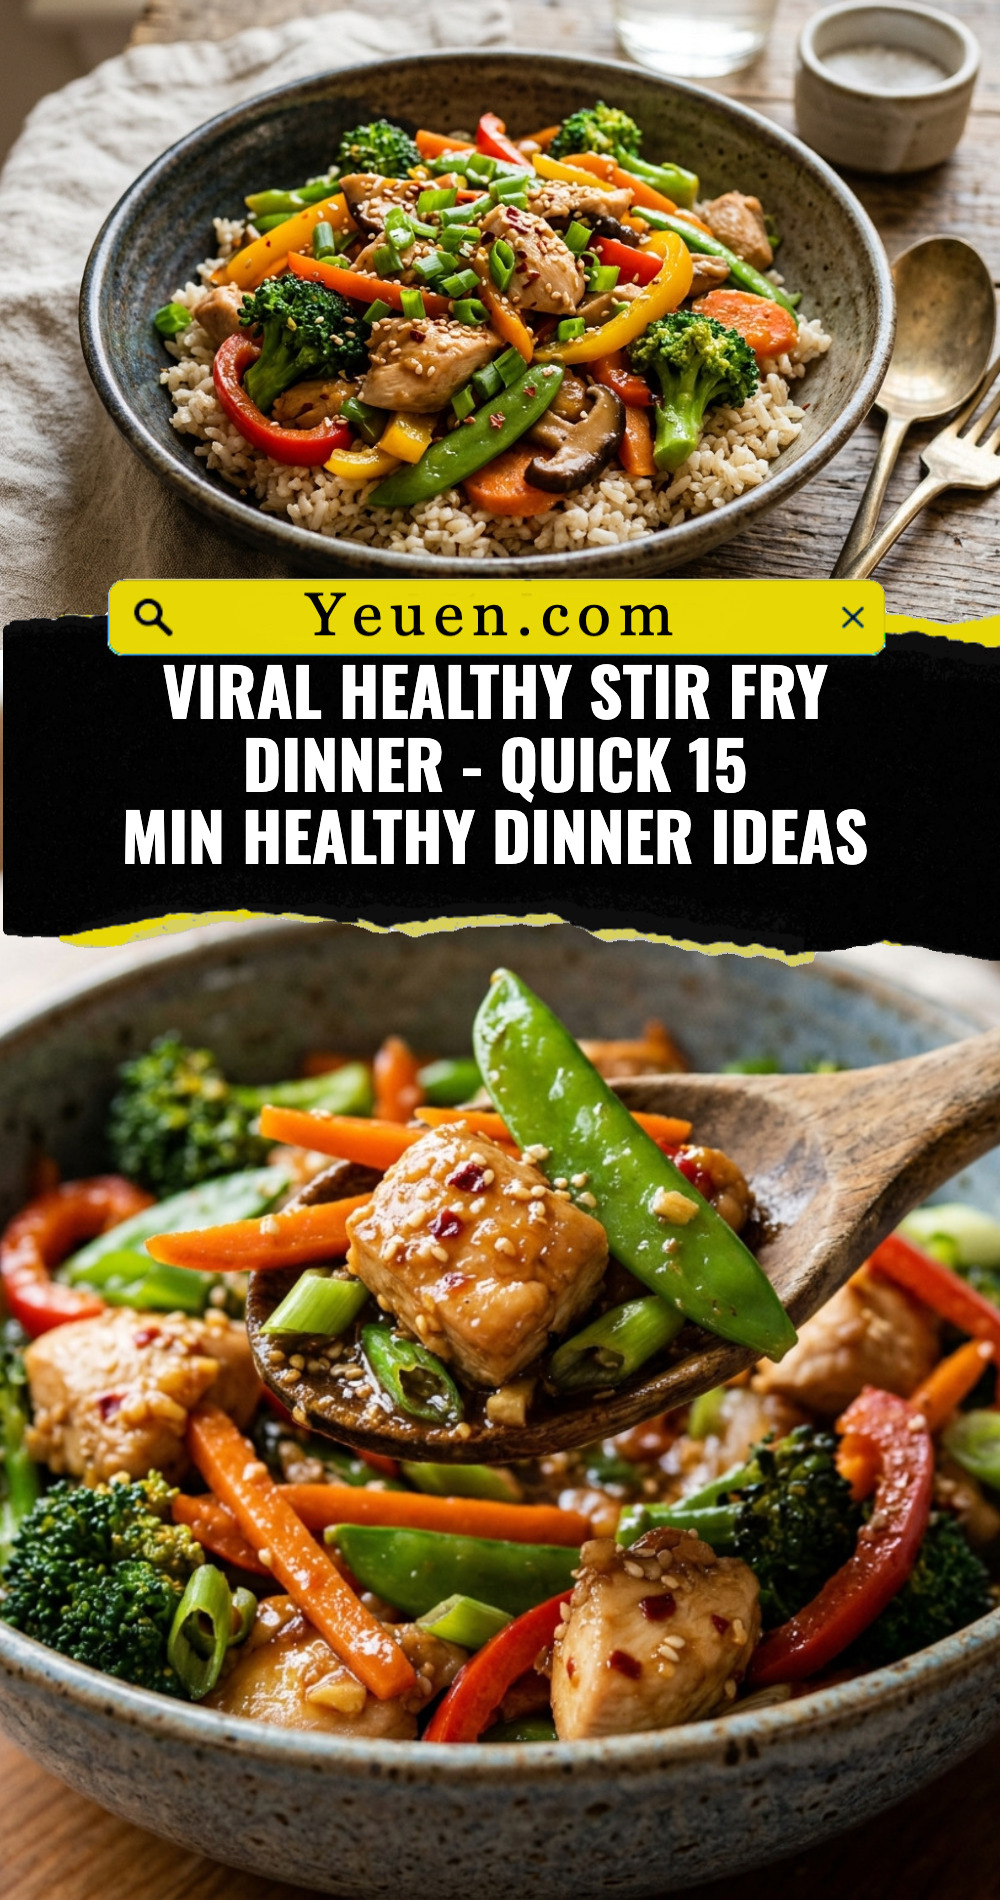 Yeuen.com
VIRAL HEALTHY STIR FRY
DINNER - QUICK 15
MIN HEALTHY DINNER IDEAS